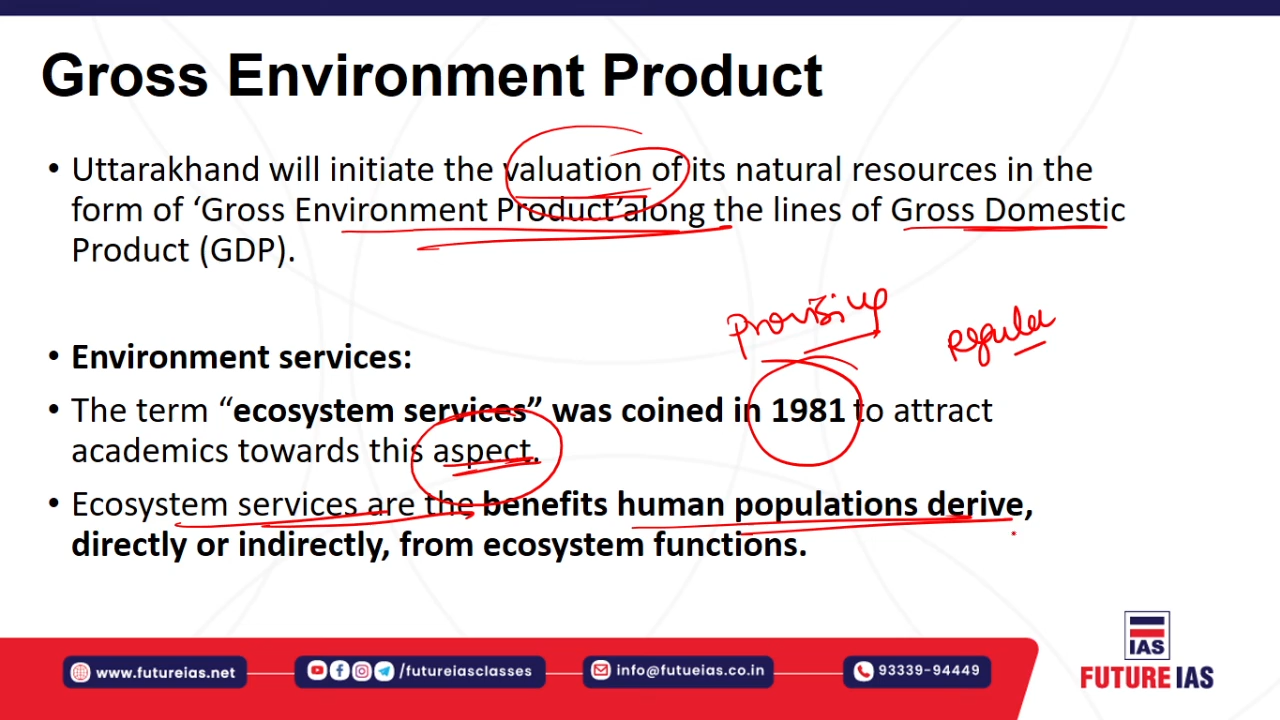 Gross Environment Product
• Uttarakhand will initiate the valuation of its natural resources in the
form of ‘Gross Environment Product’along the lines of Gross Domestic
Product (GDP).
• Environment services:
• The term “ecosystem services” was coined in 1981 to attract
academics towards this aspect.
• Ecosystem services are the benefits human populations derive,
directly or indirectly, from ecosystem functions.
IAS
FUTURE IAS
www.futureias.net
/futureiasclasses
info@futueias.co.in
93339-94449